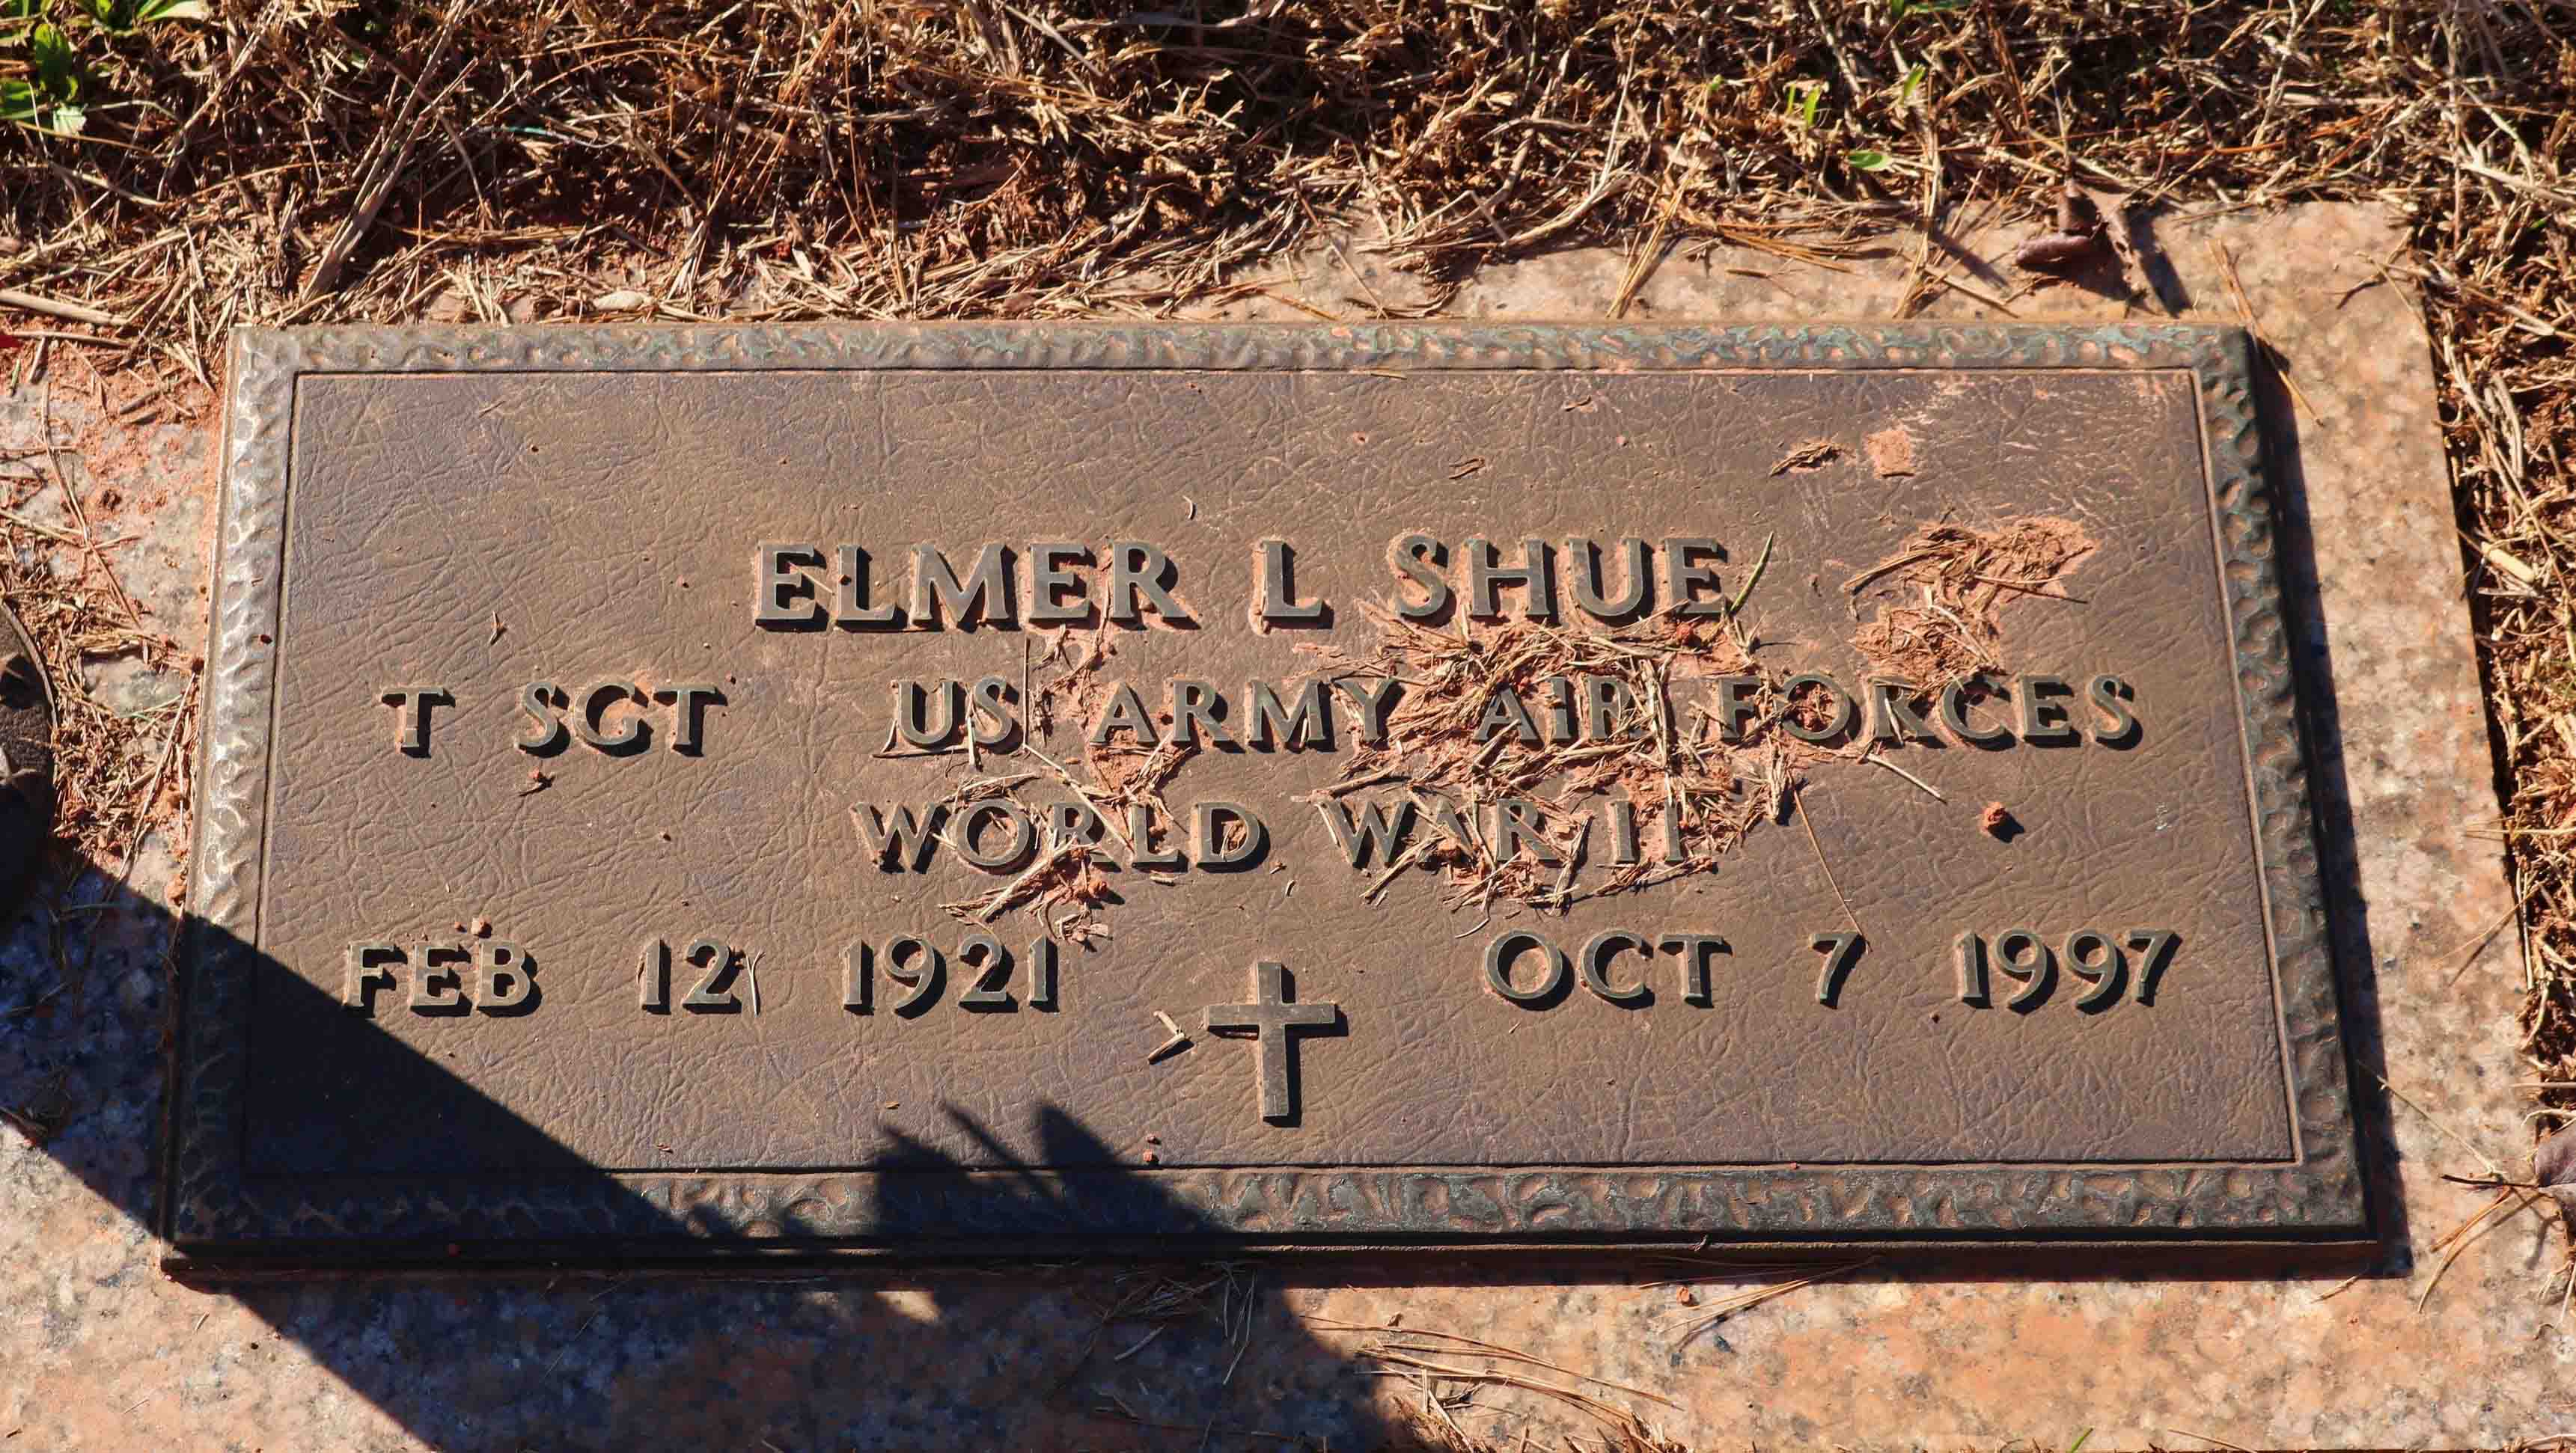 ELMER L SHUE
T SGT US ARMY AIR FORCES
WORLD WAR II
FEB 12 1921 OCT 7 1997